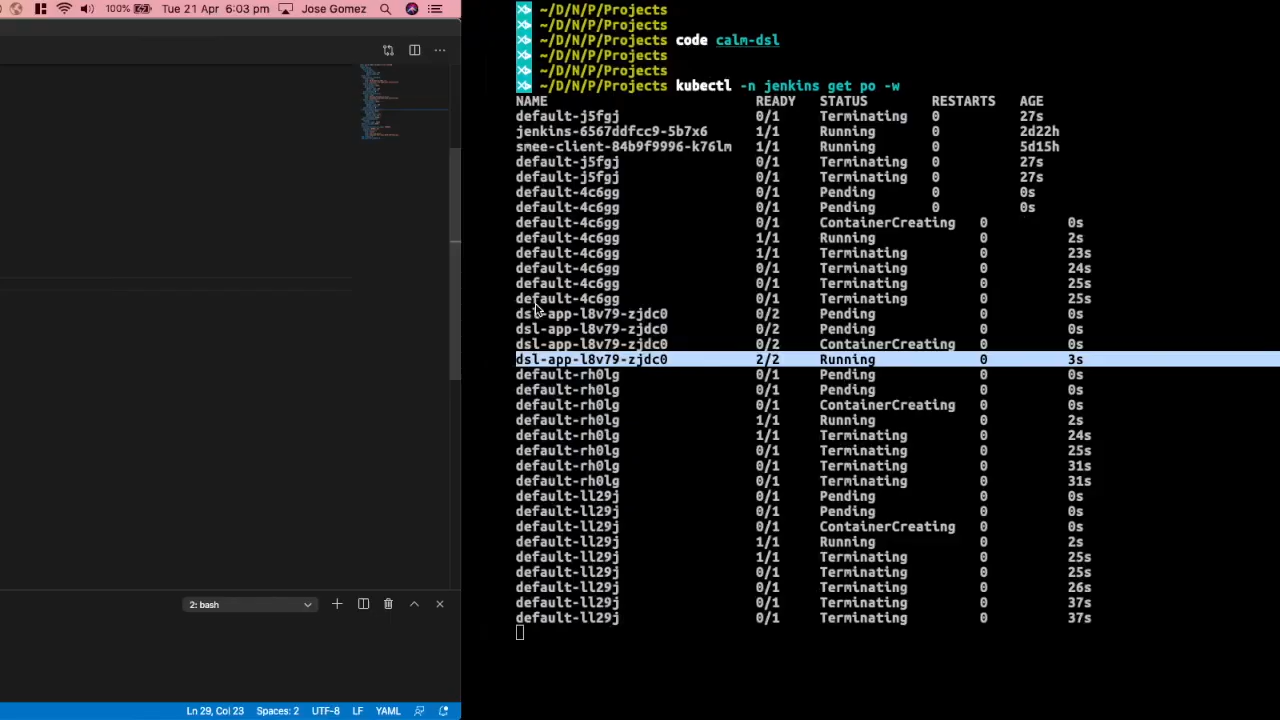 100% Tue 21 Apr 6:03 pm Jose Gomez
2: bash
Ln 29, Col 23 Spaces: 2 UTF-8 LF YAML
~/D/N/P/Projects
~/D/N/P/Projects
~/D/N/P/Projects code calm-dsl
~/D/N/P/Projects
~/D/N/P/Projects
~/D/N/P/Projects kubectl -n jenkins get po -w
NAME READY STATUS RESTARTS AGE
default-j5fgj 0/1 Terminating 0 27s
jenkins-6567ddfcc9-5b7x6 1/1 Running 0 2d22h
smee-client-84b9f9996-k76lm 1/1 Running 0 5d15h
default-j5fgj 0/1 Terminating 0 27s
default-j5fgj 0/1 Terminating 0 27s
default-4c6gg 0/1 Pending 0 0s
default-4c6gg 0/1 Pending 0 0s
default-4c6gg 0/1 ContainerCreating 0 0s
default-4c6gg 1/1 Running 0 2s
default-4c6gg 1/1 Terminating 0 23s
default-4c6gg 0/1 Terminating 0 24s
default-4c6gg 0/1 Terminating 0 25s
default-4c6gg 0/1 Terminating 0 25s
dsl-app-l8v79-zjdc0 0/2 Pending 0 0s
dsl-app-l8v79-zjdc0 0/2 Pending 0 0s
dsl-app-l8v79-zjdc0 0/2 ContainerCreating 0 0s
dsl-app-l8v79-zjdc0 2/2 Running 0 3s
default-rh0lg 0/1 Pending 0 0s
default-rh0lg 0/1 Pending 0 0s
default-rh0lg 0/1 ContainerCreating 0 0s
default-rh0lg 1/1 Running 0 2s
default-rh0lg 1/1 Terminating 0 24s
default-rh0lg 0/1 Terminating 0 25s
default-rh0lg 0/1 Terminating 0 31s
default-rh0lg 0/1 Terminating 0 31s
default-ll29j 0/1 Pending 0 0s
default-ll29j 0/1 Pending 0 0s
default-ll29j 0/1 ContainerCreating 0 0s
default-ll29j 1/1 Running 0 2s
default-ll29j 1/1 Terminating 0 25s
default-ll29j 0/1 Terminating 0 25s
default-ll29j 0/1 Terminating 0 26s
default-ll29j 0/1 Terminating 0 37s
default-ll29j 0/1 Terminating 0 37s